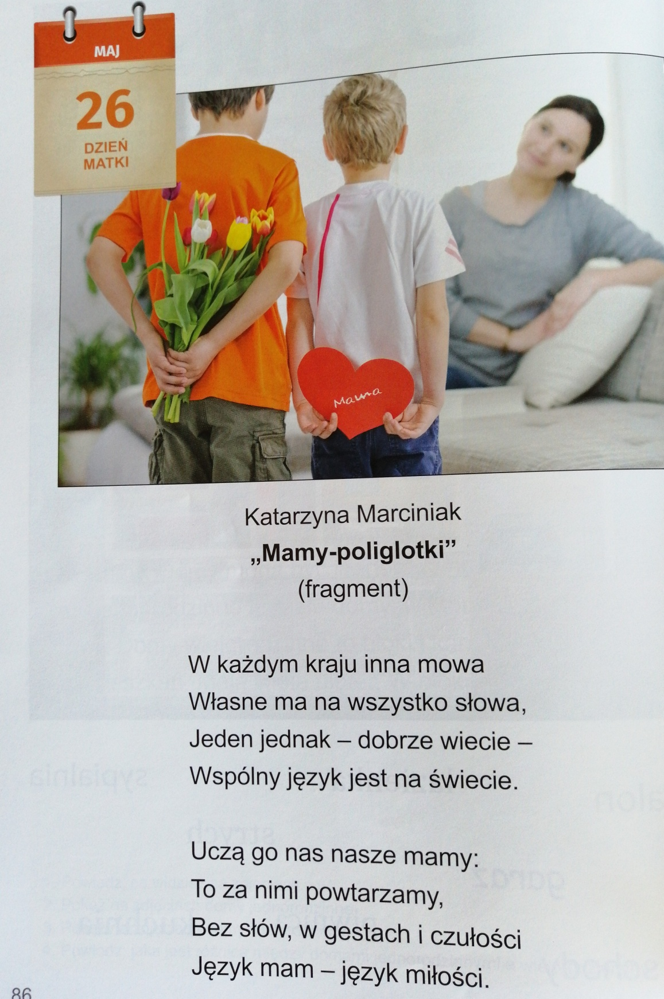 MAJ
26
DZIEŃ
MATKI
Mama
Katarzyna Marciniak
„Mamy-poliglotki”
(fragment)
W każdym kraju inna mowa
Własne ma na wszystko słowa,
Jeden jednak – dobrze wiecie –
Wspólny język jest na świecie.
Uczą go nas nasze mamy:
To za nimi powtarzamy,
Bez słów, w gestach i czułości
Język mam – język miłości.
86